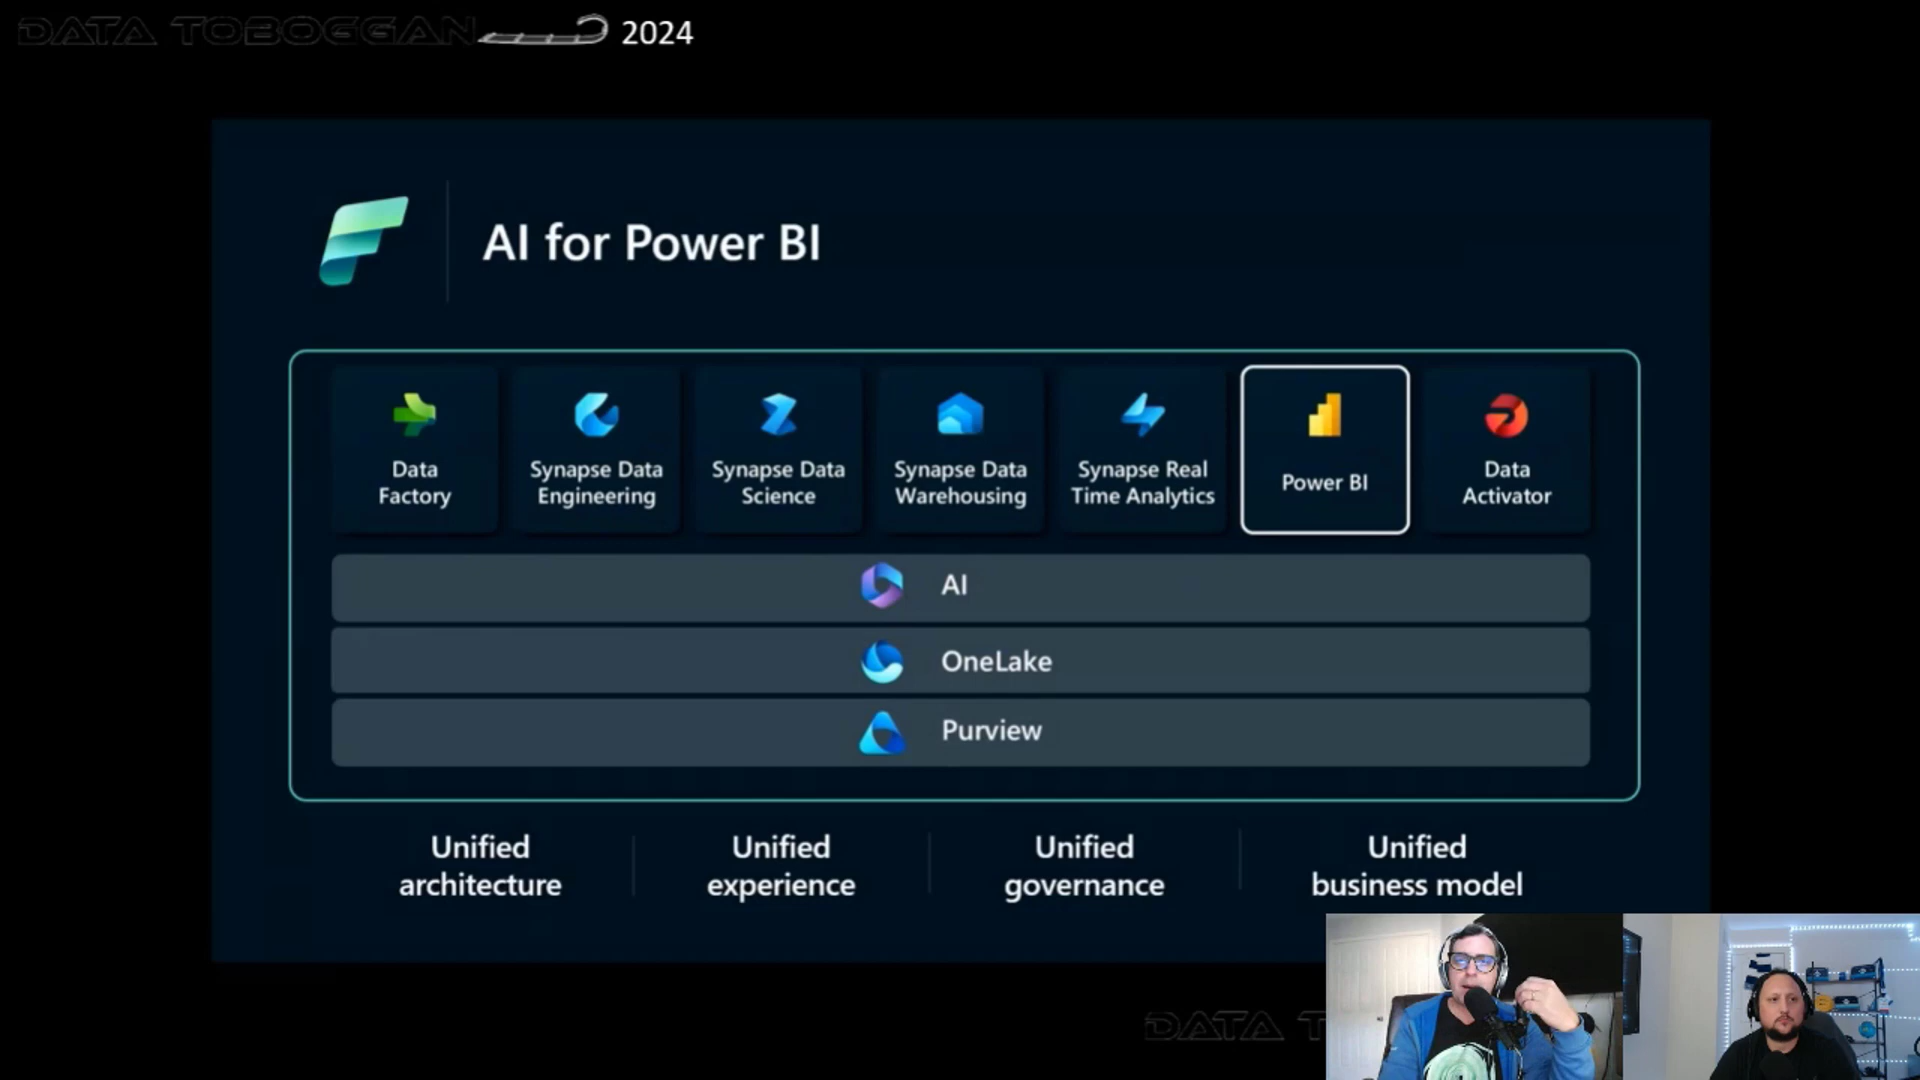 DATA TOBOGGAN 2024
AI for Power BI
Data
Factory
Synapse Data
Engineering
Synapse Data
Science
Synapse Data
Warehousing
Synapse Real
Time Analytics
Power BI
Data
Activator
AI
OneLake
Purview
Unified
architecture
Unified
experience
Unified
governance
Unified
business model
DATA T